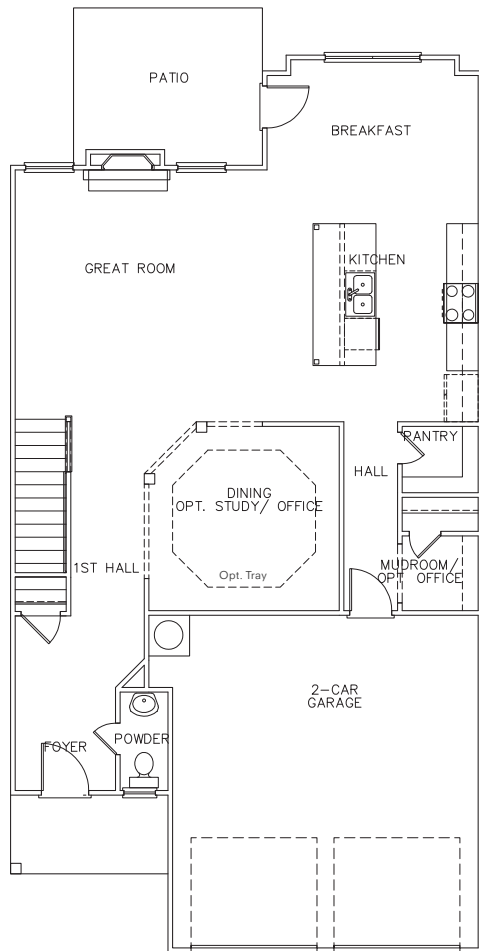 PATIO
BREAKFAST
KITCHEN
GREAT ROOM
PANTRY
HALL
DINING
OPT. STUDY/ OFFICE
1ST HALL
MUDROOM/
OPT. OFFICE
Opt. Tray
2-CAR
GARAGE
POWDER
FOYER